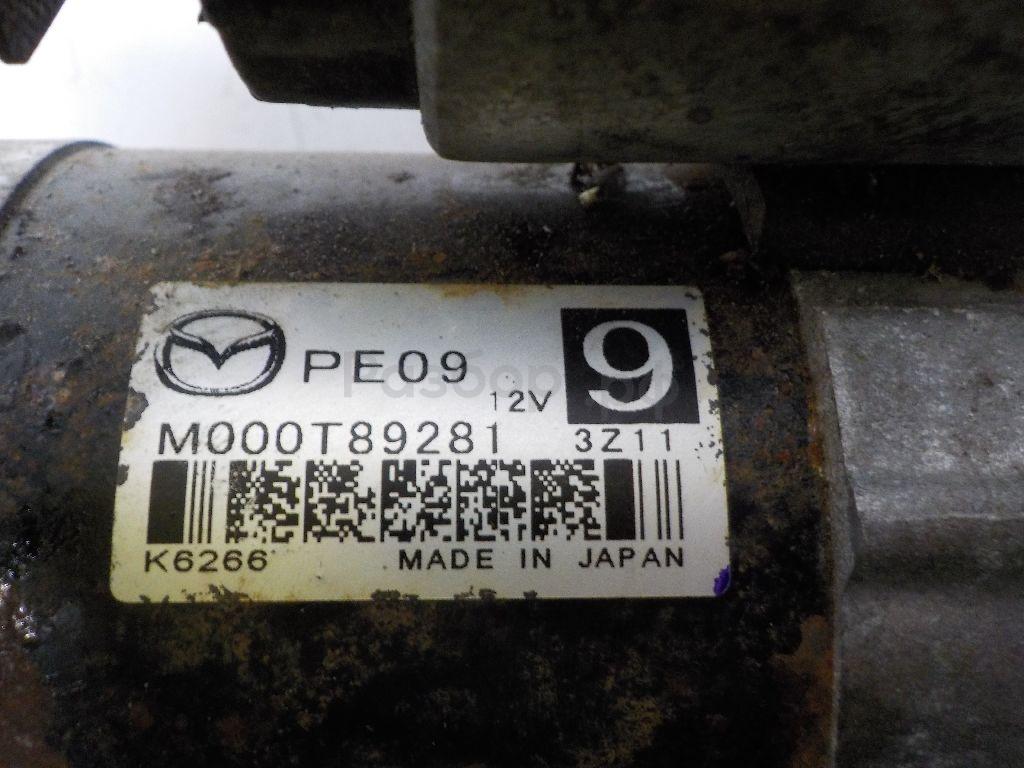 PE09
9
12V
M000T89281
3Z11
K6266
MADE IN JAPAN